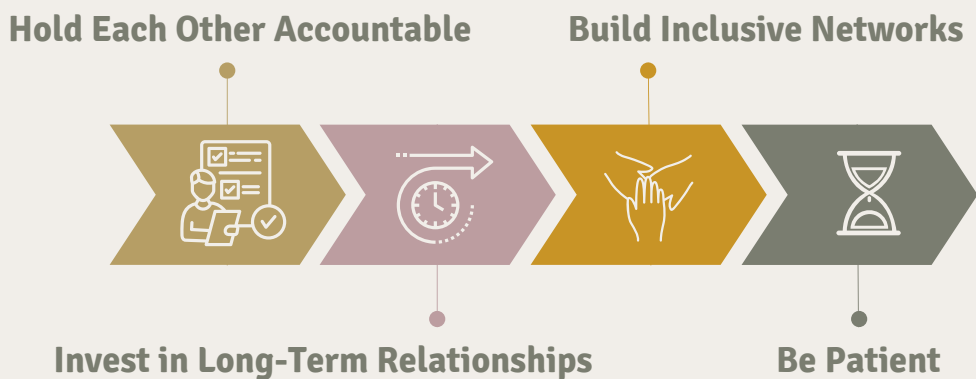 Hold Each Other Accountable
Build Inclusive Networks
Invest in Long-Term Relationships
Be Patient